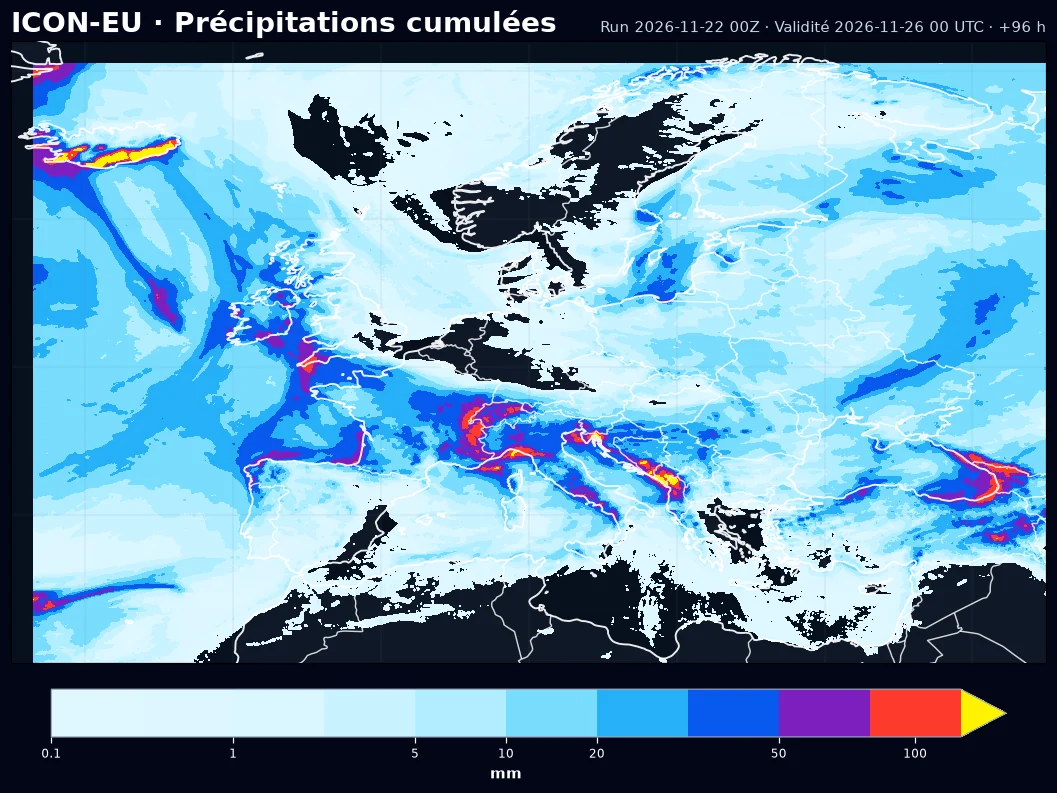 ICON-EU · Précipitations cumulées
Run 2026-11-22 00Z · Validité 2026-11-26 00 UTC · +96 h
0.1 1 5 10 20 50 100
mm